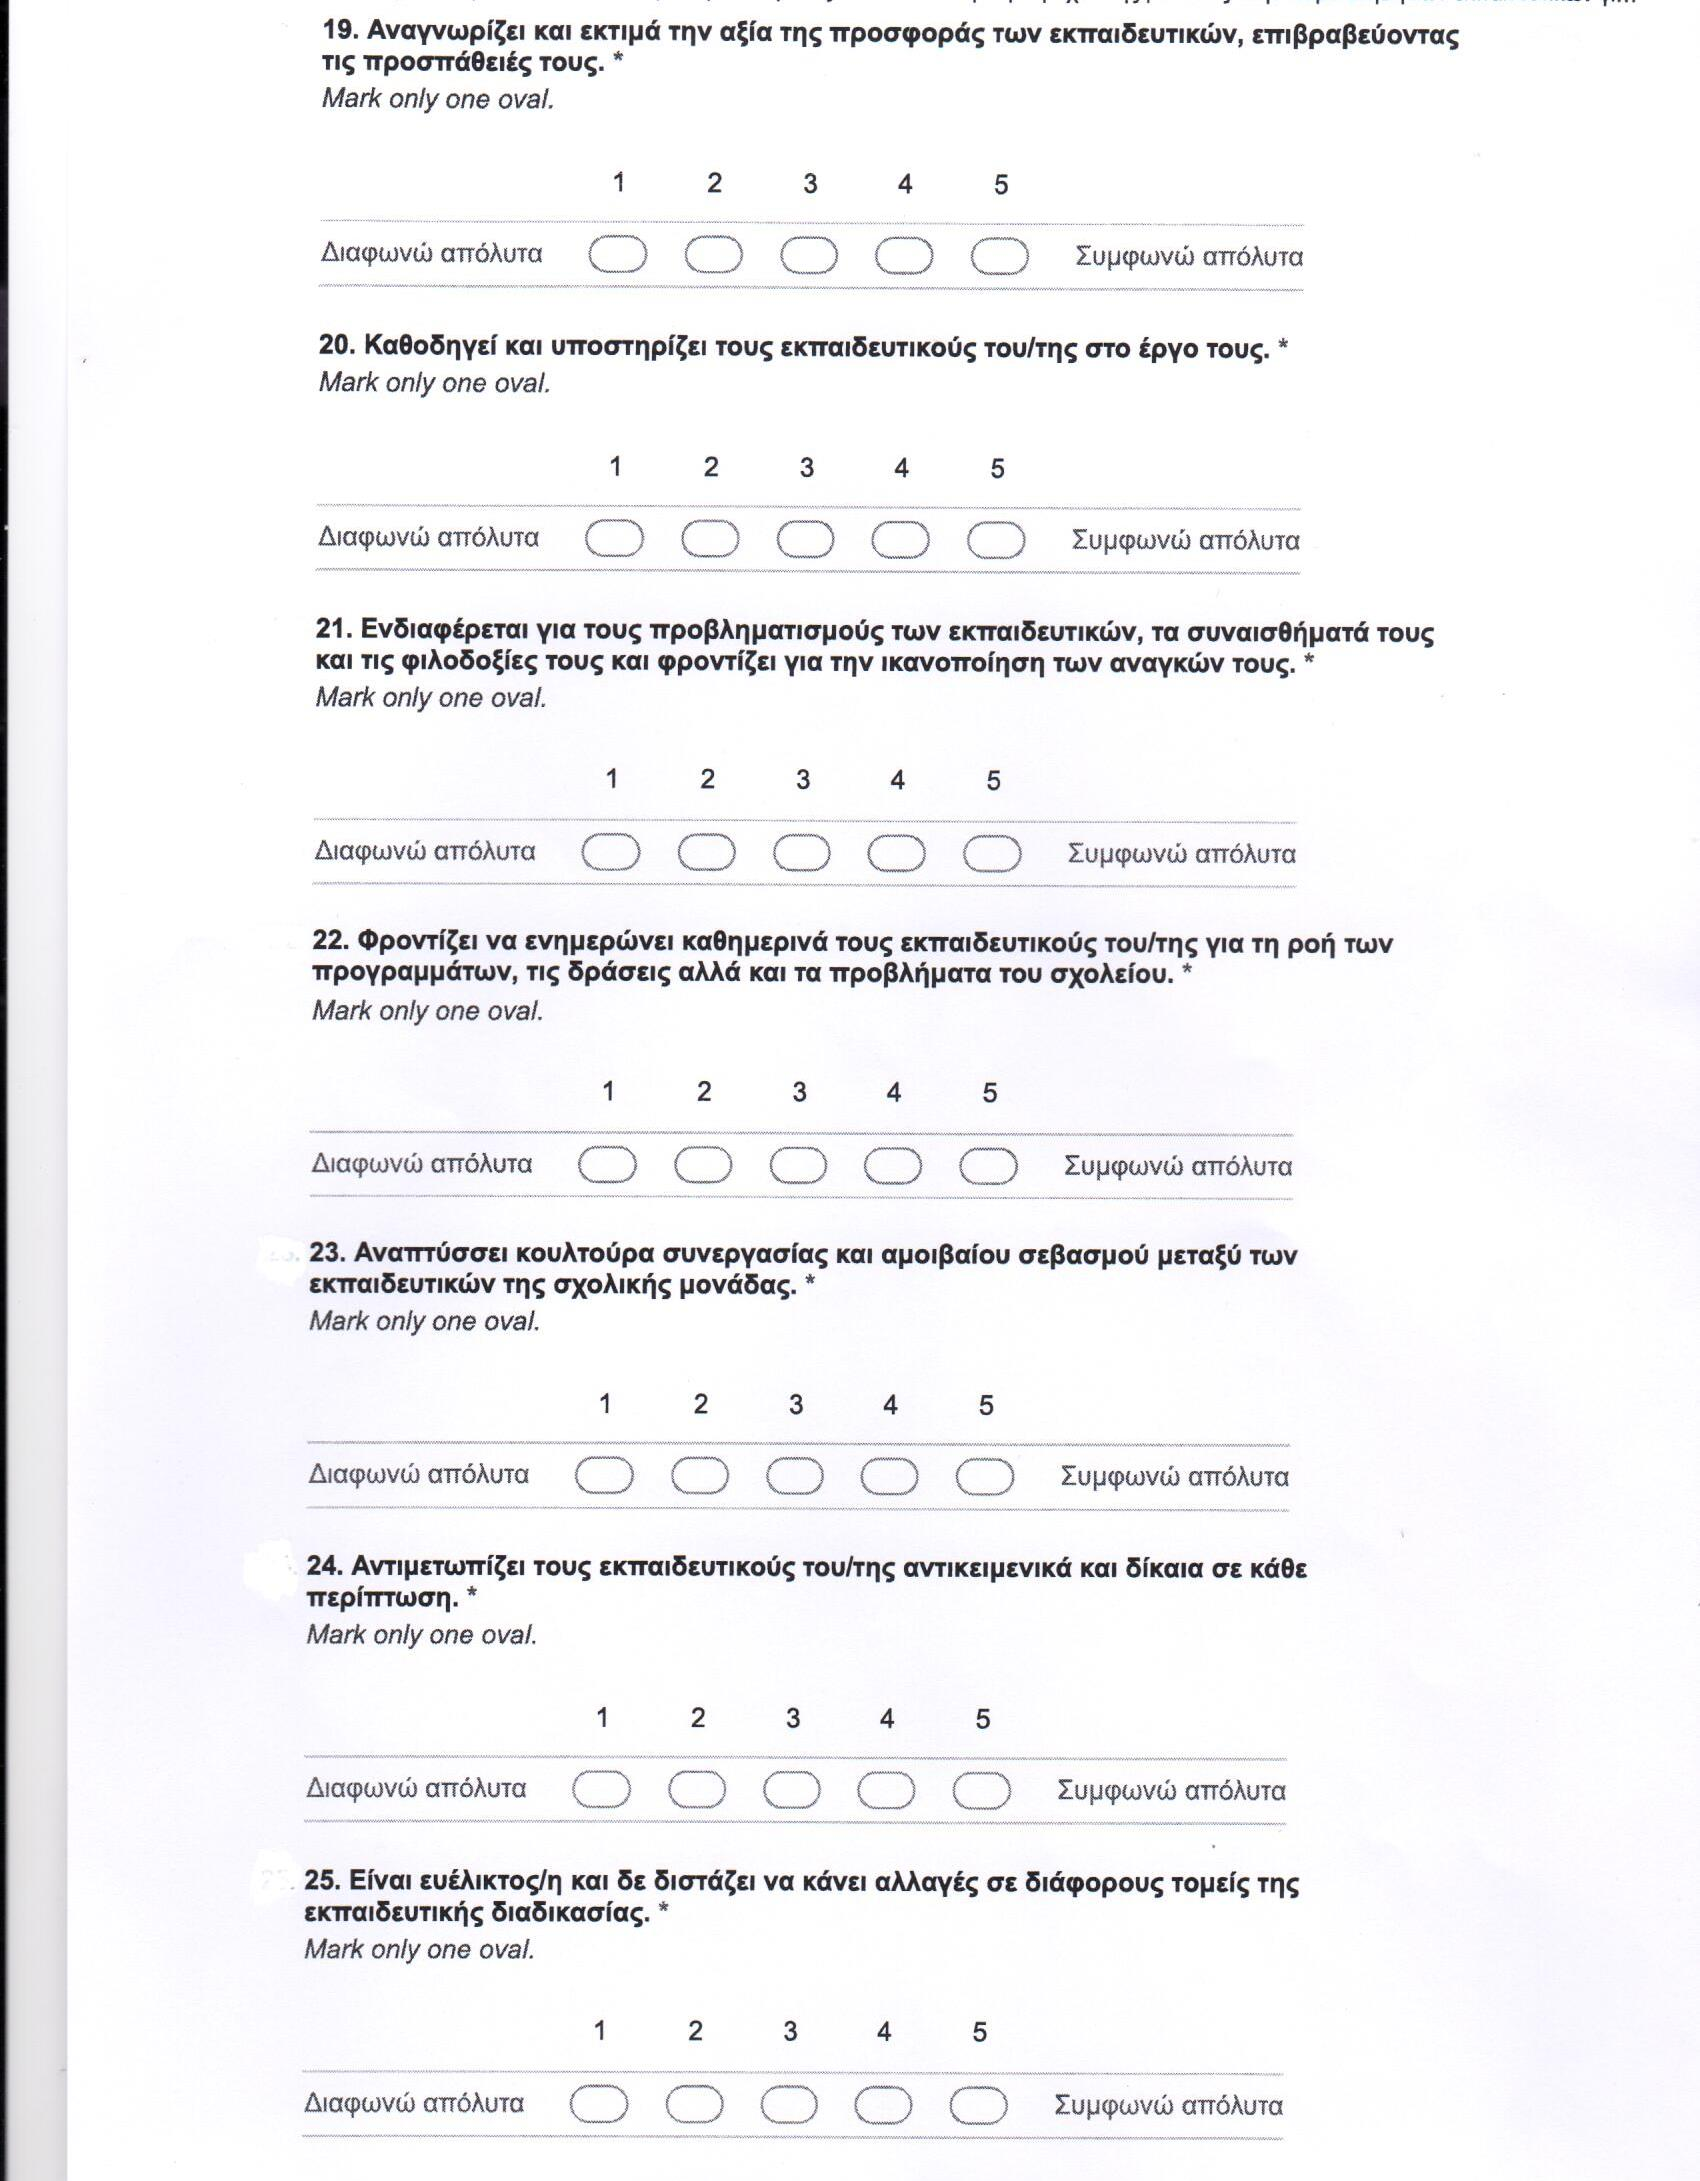 19. Αναγνωρίζει και εκτιμά την αξία της προσφοράς των εκπαιδευτικών, επιβραβεύοντας
τις προσπάθειές τους. *
Mark only one oval.
1 2 3 4 5
Διαφωνώ απόλυτα Συμφωνώ απόλυτα
20. Καθοδηγεί και υποστηρίζει τους εκπαιδευτικούς του/της στο έργο τους. *
Mark only one oval.
1 2 3 4 5
Διαφωνώ απόλυτα Συμφωνώ απόλυτα
21. Ενδιαφέρεται για τους προβληματισμούς των εκπαιδευτικών, τα συναισθήματά τους
και τις φιλοδοξίες τους και φροντίζει για την ικανοποίηση των αναγκών τους. *
Mark only one oval.
1 2 3 4 5
Διαφωνώ απόλυτα Συμφωνώ απόλυτα
22. Φροντίζει να ενημερώνει καθημερινά τους εκπαιδευτικούς του/της για τη ροή των
προγραμμάτων, τις δράσεις αλλά και τα προβλήματα του σχολείου. *
Mark only one oval.
1 2 3 4 5
Διαφωνώ απόλυτα Συμφωνώ απόλυτα
23. Αναπτύσσει κουλτούρα συνεργασίας και αμοιβαίου σεβασμού μεταξύ των
εκπαιδευτικών της σχολικής μονάδας. *
Mark only one oval.
1 2 3 4 5
Διαφωνώ απόλυτα Συμφωνώ απόλυτα
24. Αντιμετωπίζει τους εκπαιδευτικούς του/της αντικειμενικά και δίκαια σε κάθε
περίπτωση. *
Mark only one oval.
1 2 3 4 5
Διαφωνώ απόλυτα Συμφωνώ απόλυτα
25. Είναι ευέλικτος/η και δε διστάζει να κάνει αλλαγές σε διάφορους τομείς της
εκπαιδευτικής διαδικασίας. *
Mark only one oval.
1 2 3 4 5
Διαφωνώ απόλυτα Συμφωνώ απόλυτα